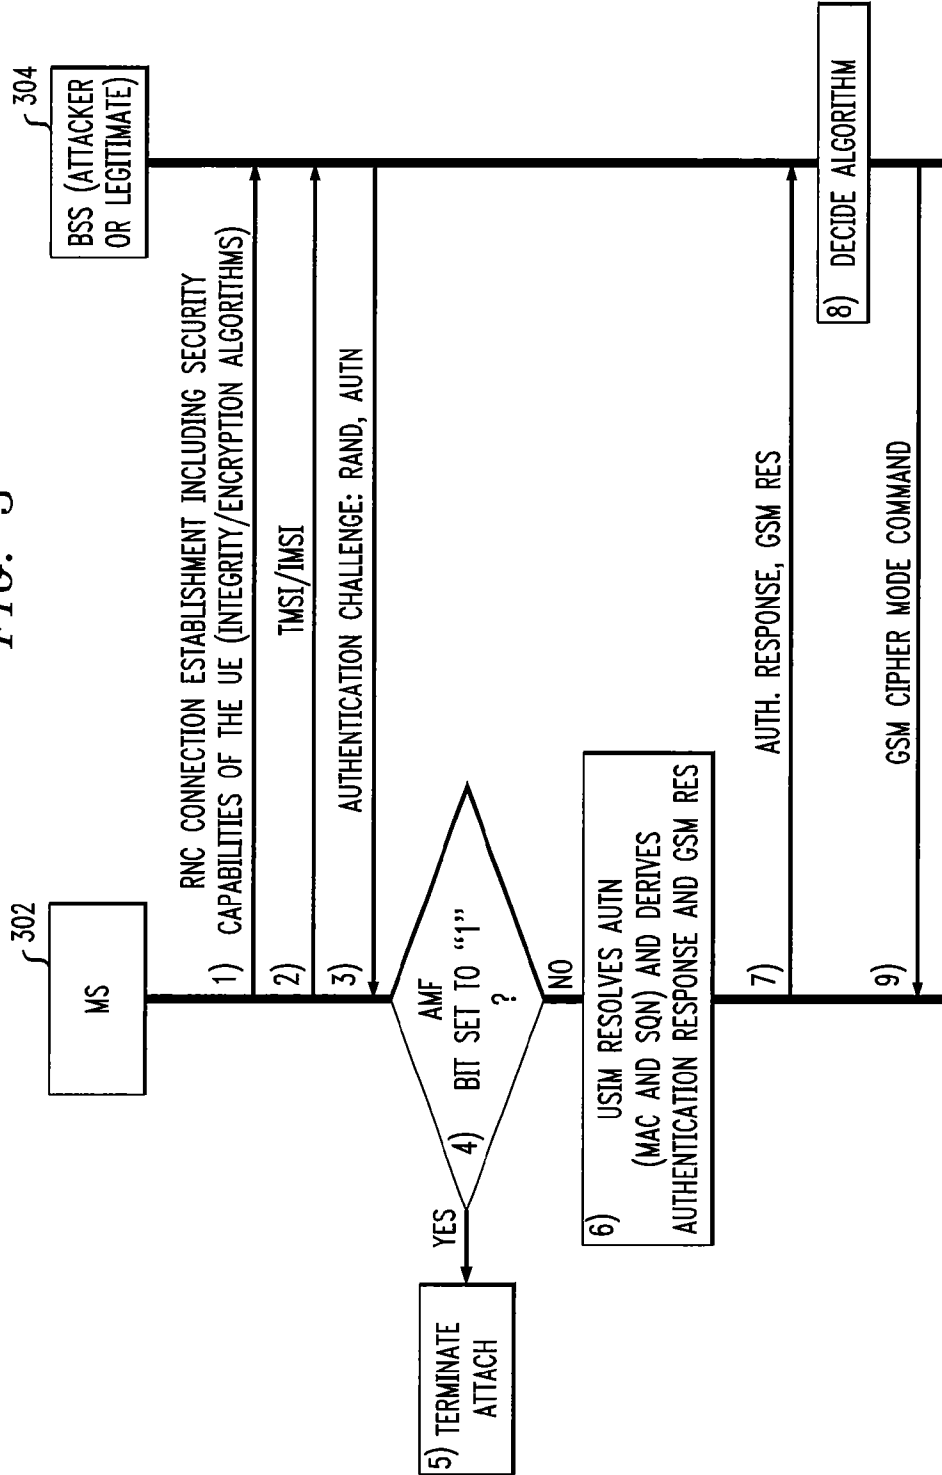 FIG. 3
302
MS
304
BSS (ATTACKER
OR LEGITIMATE)
RNC CONNECTION ESTABLISHMENT INCLUDING SECURITY
1) CAPABILITIES OF THE UE (INTEGRITY/ENCRYPTION ALGORITHMS)
2) TMSI/IMSI
3) AUTHENTICATION CHALLENGE: RAND, AUTN
AMF
4) BIT SET TO “1”
?
YES
5) TERMINATE
ATTACH
NO
6) USIM RESOLVES AUTN
(MAC AND SQN) AND DERIVES
AUTHENTICATION RESPONSE AND GSM RES
7) AUTH. RESPONSE, GSM RES
8) DECIDE ALGORITHM
9) GSM CIPHER MODE COMMAND